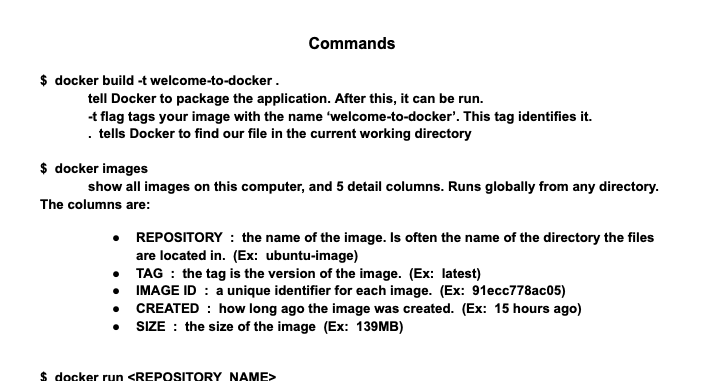 Commands
$ docker build -t welcome-to-docker .
tell Docker to package the application. After this, it can be run.
-t flag tags your image with the name ‘welcome-to-docker’. This tag identifies it.
. tells Docker to find our file in the current working directory
$ docker images
show all images on this computer, and 5 detail columns. Runs globally from any directory.
The columns are:
● REPOSITORY : the name of the image. Is often the name of the directory the files
are located in. (Ex: ubuntu-image)
● TAG : the tag is the version of the image. (Ex: latest)
● IMAGE ID : a unique identifier for each image. (Ex: 91ecc778ac05)
● CREATED : how long ago the image was created. (Ex: 15 hours ago)
● SIZE : the size of the image (Ex: 139MB)
$ docker run <REPOSITORY_NAME>